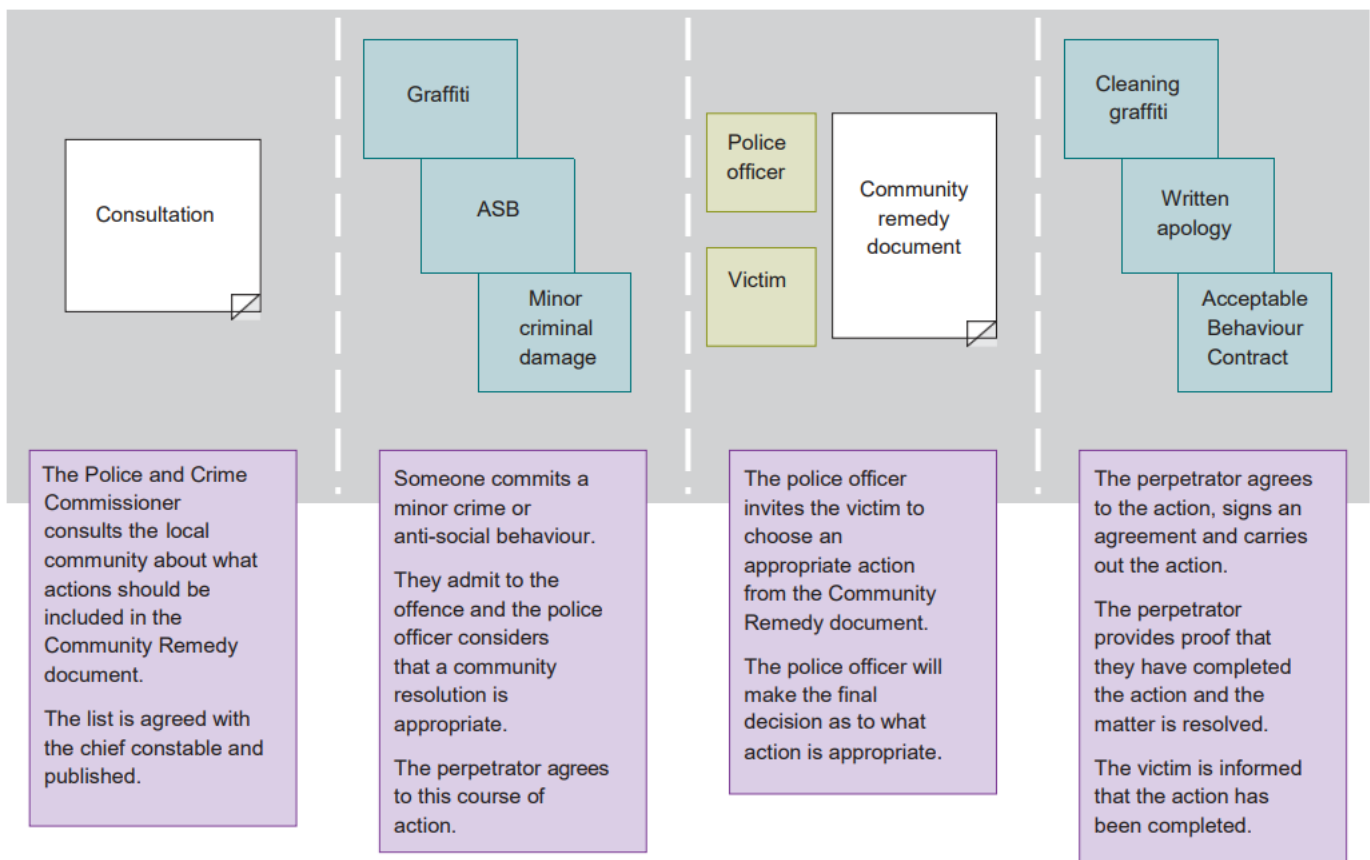 Consultation
Graffiti
ASB
Minor
criminal
damage
Police
officer
Victim
Community
remedy
document
Cleaning
graffiti
Written
apology
Acceptable
Behaviour
Contract
The Police and Crime
Commissioner
consults the local
community about what
actions should be
included in the
Community Remedy
document.
The list is agreed with
the chief constable and
published.
Someone commits a
minor crime or
anti-social behaviour.
They admit to the
offence and the police
officer considers
that a community
resolution is
appropriate.
The perpetrator agrees
to this course of
action.
The police officer
invites the victim to
choose an
appropriate action
from the Community
Remedy document.
The police officer will
make the final
decision as to what
action is appropriate.
The perpetrator agrees
to the action, signs an
agreement and carries
out the action.
The perpetrator
provides proof that
they have completed
the action and the
matter is resolved.
The victim is informed
that the action has
been completed.